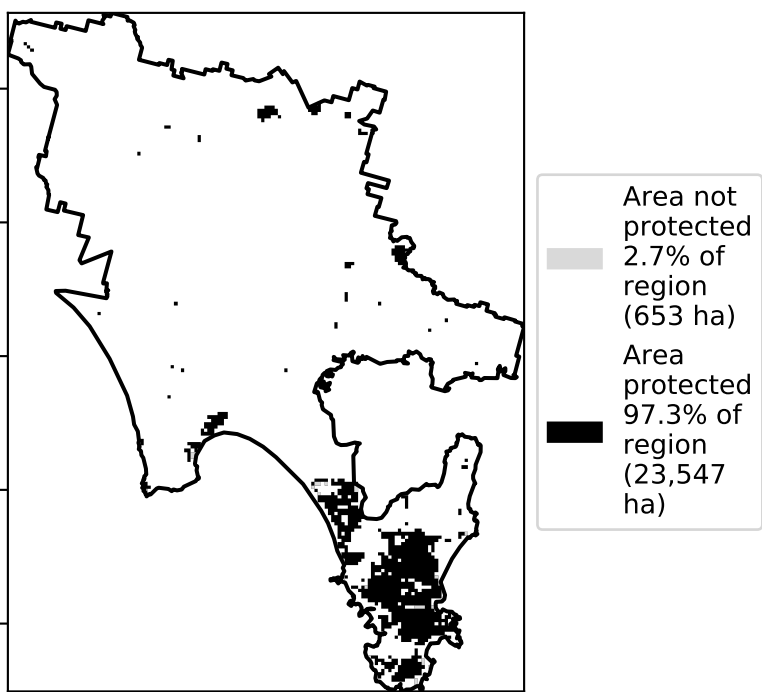 Area not
protected
2.7% of
region
(653 ha)
Area
protected
97.3% of
region
(23,547
ha)